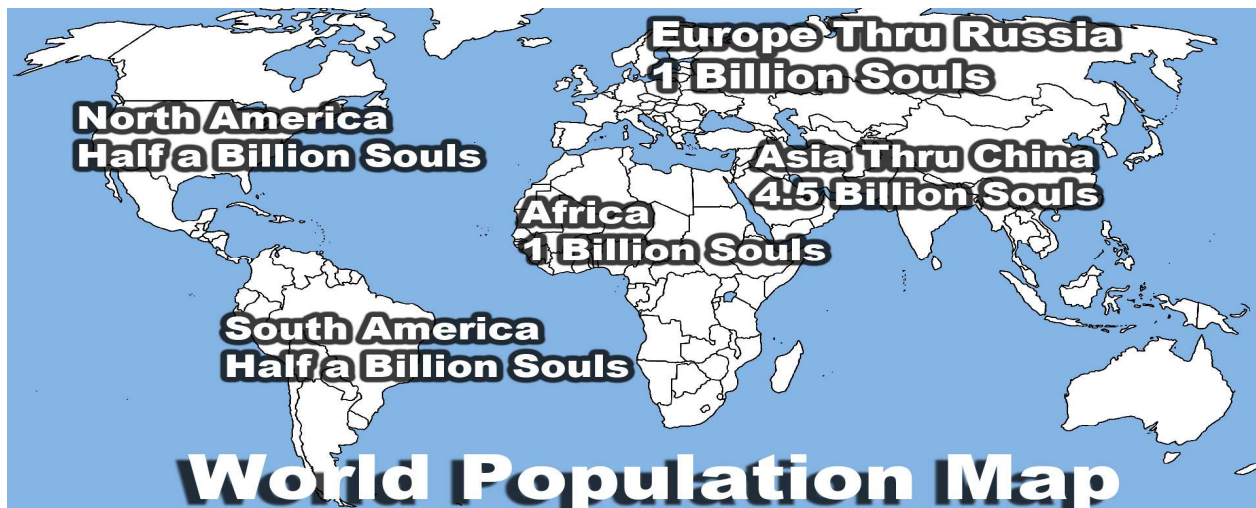 Europe Thru Russia
1 Billion Souls
North America
Half a Billion Souls
Asia Thru China
4.5 Billion Souls
Africa
1 Billion Souls
South America
Half a Billion Souls
World Population Map